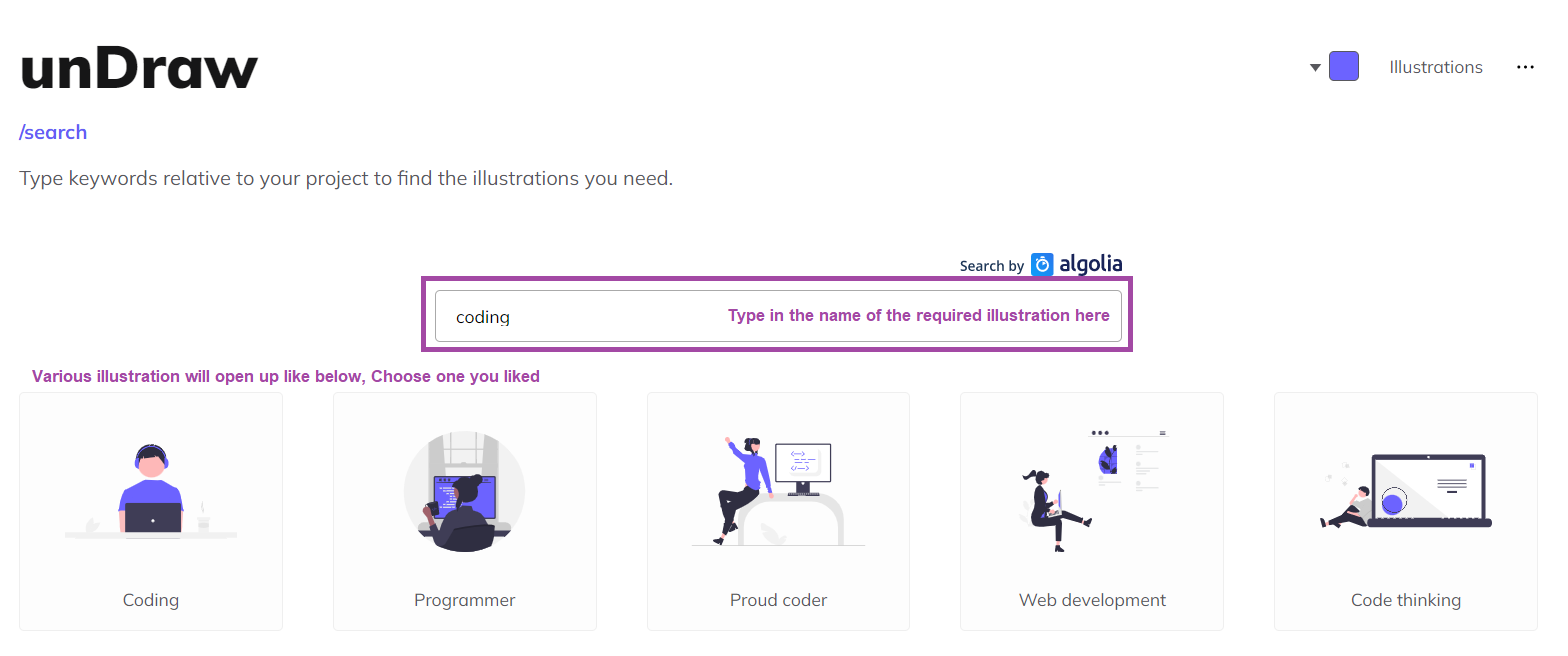 unDraw
Illustrations
/search
Type keywords relative to your project to find the illustrations you need.
Search by algolia
coding
Type in the name of the required illustration here
Various illustration will open up like below, Choose one you liked
Coding
Programmer
Proud coder
Web development
Code thinking